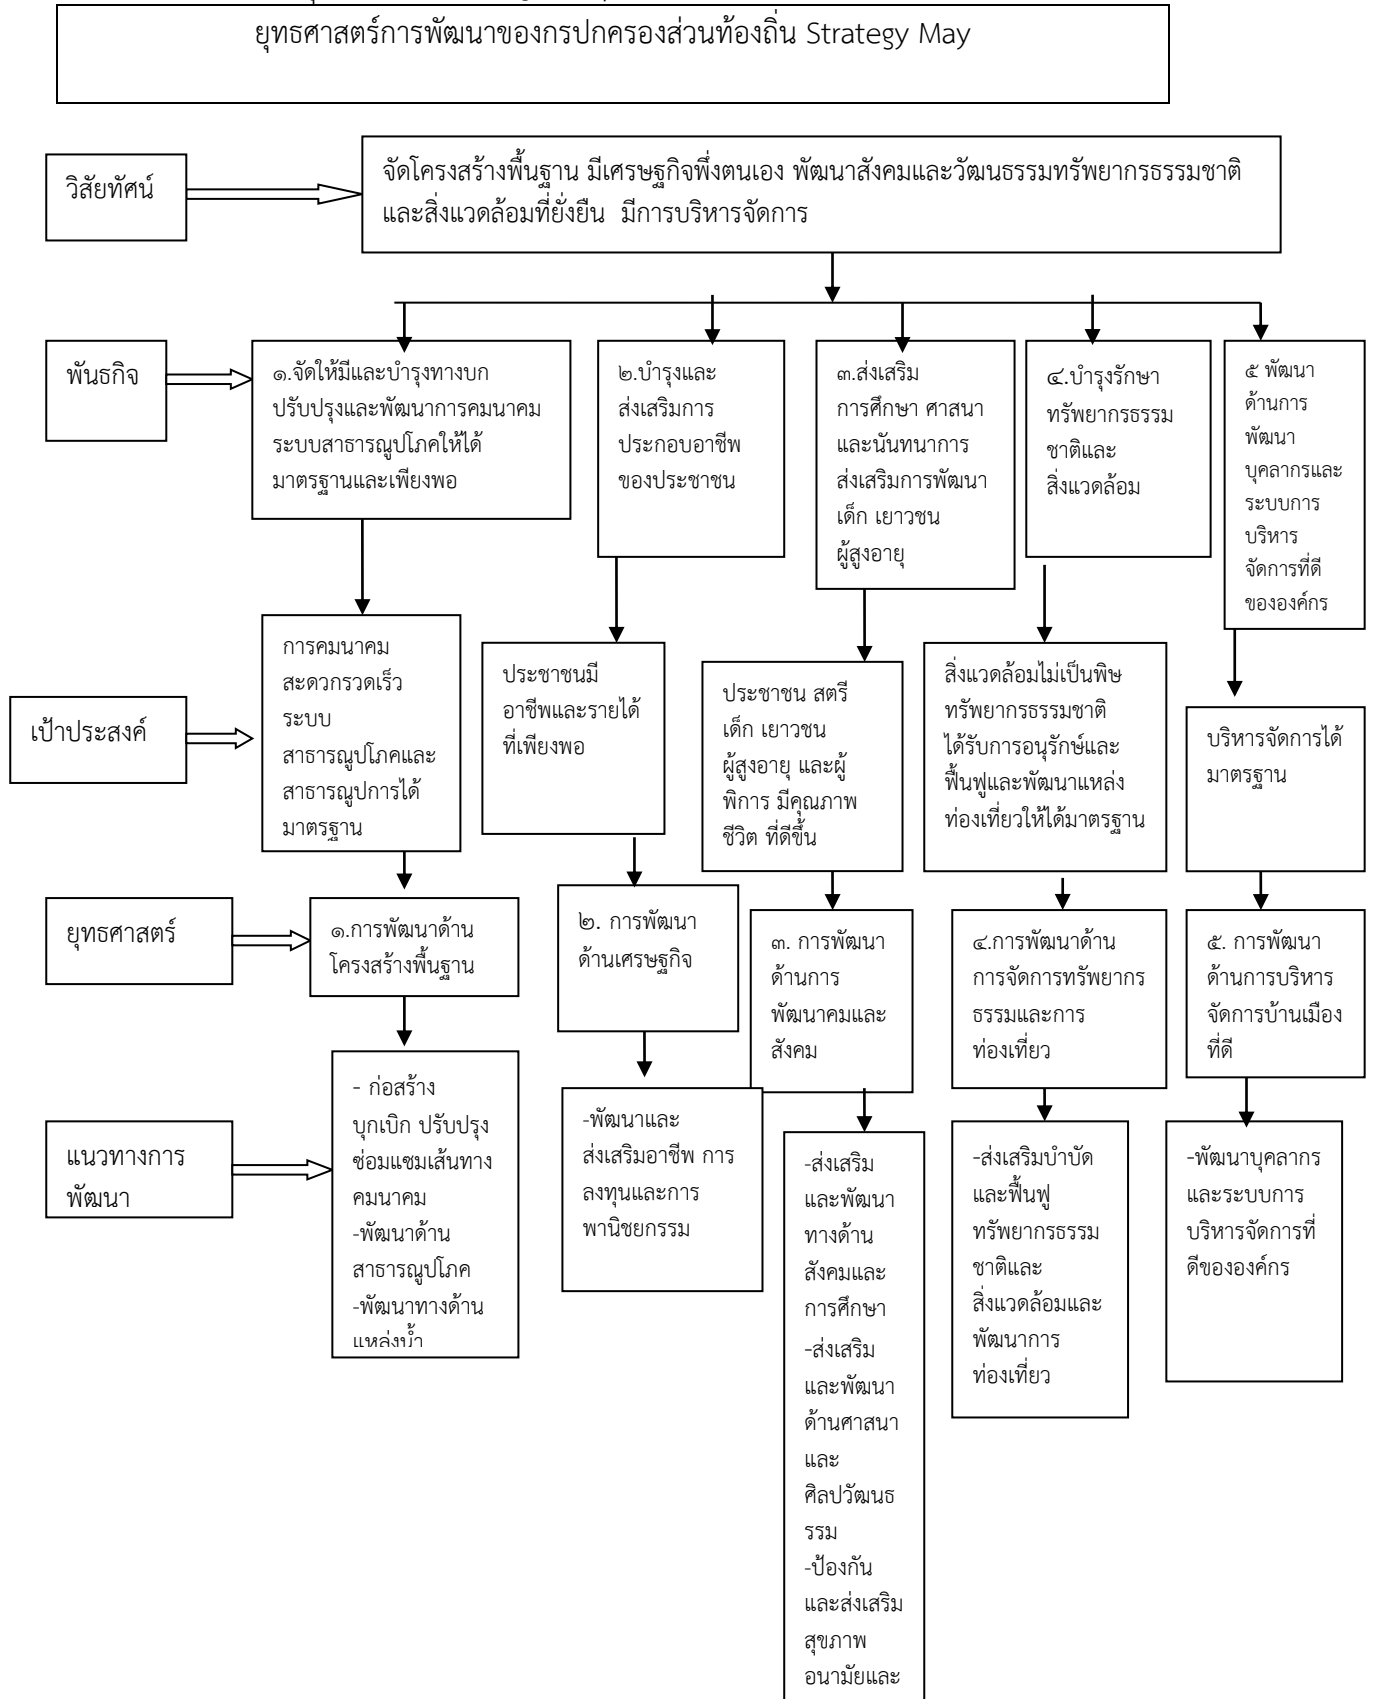 ยุทธศาสตร์การพัฒนาของกรปกครองส่วนท้องถิ่น Strategy May
วิสัยทัศน์
จัดโครงสร้างพื้นฐาน มีเศรษฐกิจพึ่งตนเอง พัฒนาสังคมและวัฒนธรรมทรัพยากรธรรมชาติ
และสิ่งแวดล้อมที่ยั่งยืน มีการบริหารจัดการ
พันธกิจ
๑.จัดให้มีและบำรุงทางบก
ปรับปรุงและพัฒนาการคมนาคม
ระบบสาธารณูปโภคให้ได้
มาตรฐานและเพียงพอ
๒.บำรุงและ
ส่งเสริมการ
ประกอบอาชีพ
ของประชาชน
๓.ส่งเสริม
การศึกษา ศาสนา
และนันทนาการ
ส่งเสริมการพัฒนา
เด็ก เยาวชน
ผู้สูงอายุ
๔.บำรุงรักษา
ทรัพยากรธรรม
ชาติและ
สิ่งแวดล้อม
๕ พัฒนา
ด้านการ
พัฒนา
บุคลากรและ
ระบบการ
บริหาร
จัดการที่ดี
ขององค์กร
เป้าประสงค์
การคมนาคม
สะดวกรวดเร็ว
ระบบ
สาธารณูปโภคและ
สาธารณูปการได้
มาตรฐาน
ประชาชนมี
อาชีพและรายได้
ที่เพียงพอ
ประชาชน สตรี
เด็ก เยาวชน
ผู้สูงอายุ และผู้
พิการ มีคุณภาพ
ชีวิต ที่ดีขึ้น
สิ่งแวดล้อมไม่เป็นพิษ
ทรัพยากรธรรมชาติ
ได้รับการอนุรักษ์และ
ฟื้นฟูและพัฒนาแหล่ง
ท่องเที่ยวให้ได้มาตรฐาน
บริหารจัดการได้
มาตรฐาน
ยุทธศาสตร์
๑.การพัฒนาด้าน
โครงสร้างพื้นฐาน
๒. การพัฒนา
ด้านเศรษฐกิจ
๓. การพัฒนา
ด้านการ
พัฒนาคมและ
สังคม
๔.การพัฒนาด้าน
การจัดการทรัพยากร
ธรรมและการ
ท่องเที่ยว
๕. การพัฒนา
ด้านการบริหาร
จัดการบ้านเมือง
ที่ดี
แนวทางการ
พัฒนา
- ก่อสร้าง
บุกเบิก ปรับปรุง
ซ่อมแซมเส้นทาง
คมนาคม
-พัฒนาด้าน
สาธารณูปโภค
-พัฒนาทางด้าน
แหล่งน้ำ
-พัฒนาและ
ส่งเสริมอาชีพ การ
ลงทุนและการ
พานิชยกรรม
-ส่งเสริม
และพัฒนา
ทางด้าน
สังคมและ
การศึกษา
-ส่งเสริม
และพัฒนา
ด้านศาสนา
และ
ศิลปวัฒนธ
รรม
-ป้องกัน
และส่งเสริม
สุขภาพ
อนามัยและ
-ส่งเสริมบำบัด
และฟื้นฟู
ทรัพยากรธรรม
ชาติและ
สิ่งแวดล้อมและ
พัฒนาการ
ท่องเที่ยว
-พัฒนาบุคลากร
และระบบการ
บริหารจัดการที่
ดีขององค์กร